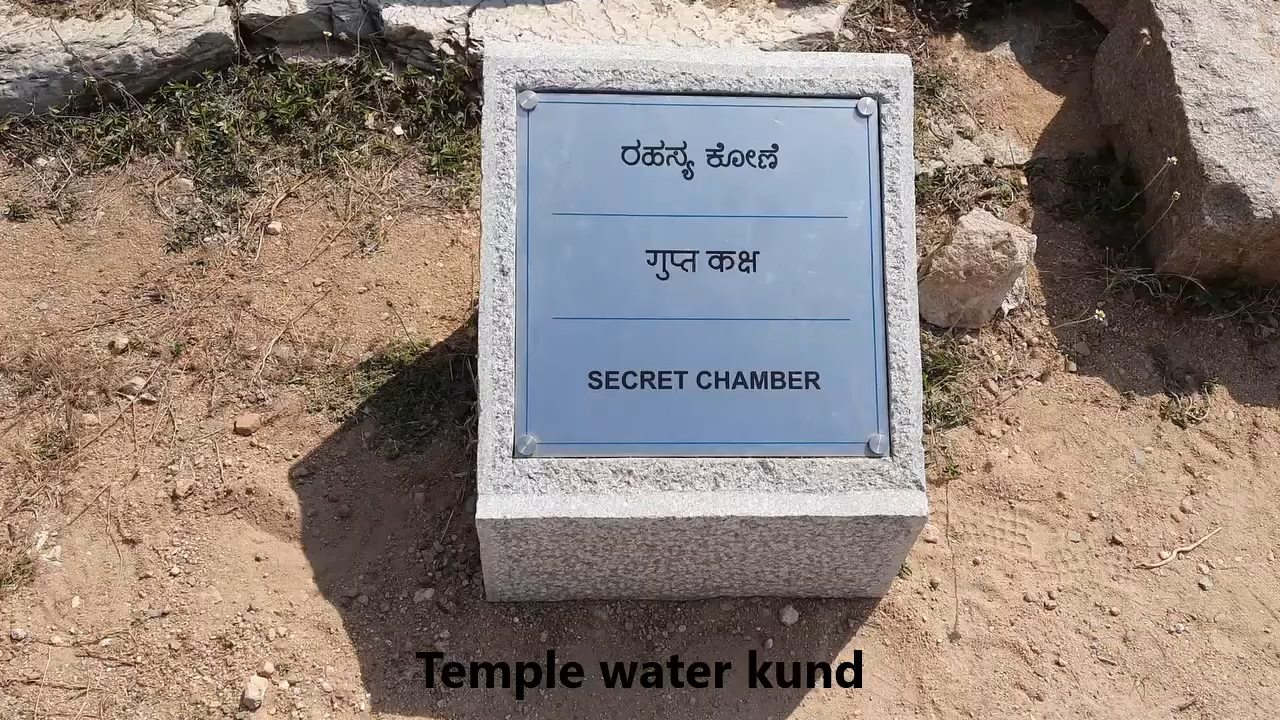 ರಹಸ್ಯ ಕೋಣೆ
गुप्त कक्ष
SECRET CHAMBER
Temple water kund